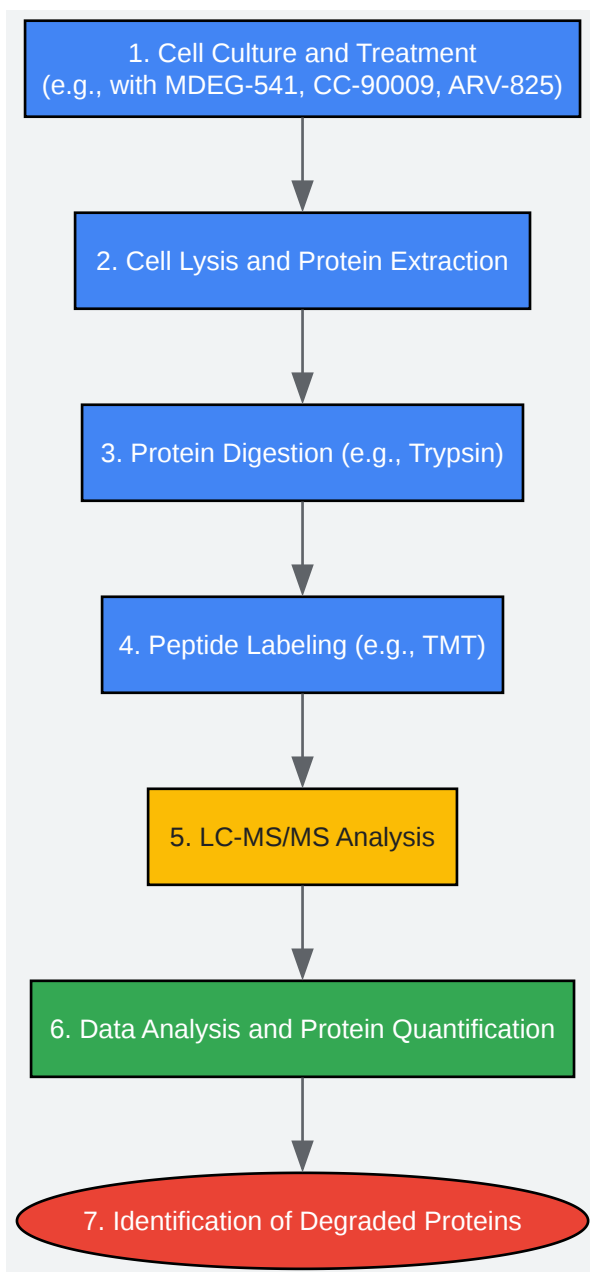 1. Cell Culture and Treatment
(e.g., with MDEG-541, CC-90009, ARV-825)
2. Cell Lysis and Protein Extraction
3. Protein Digestion (e.g., Trypsin)
4. Peptide Labeling (e.g., TMT)
5. LC-MS/MS Analysis
6. Data Analysis and Protein Quantification
7. Identification of Degraded Proteins